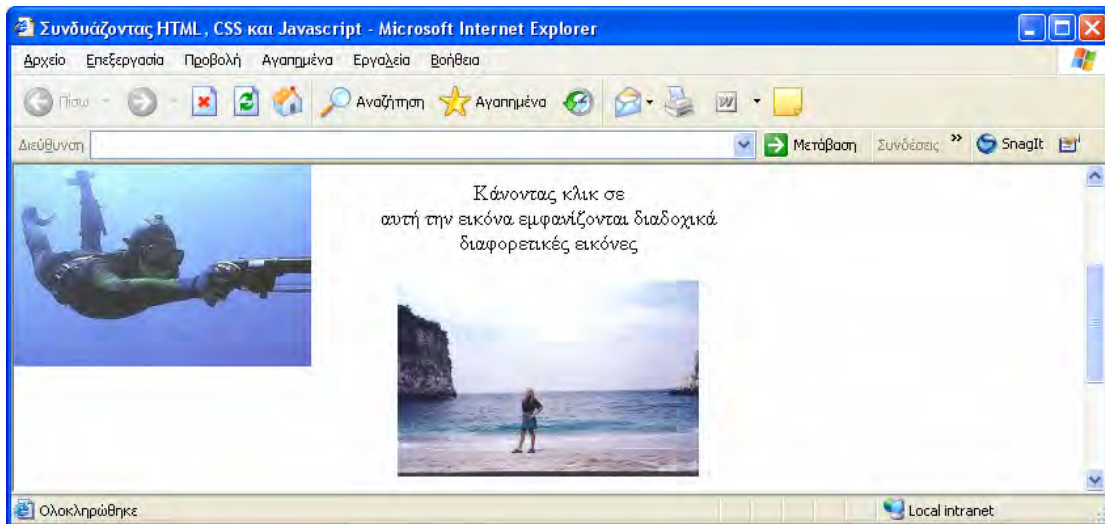 Συνδυάζοντας HTML, CSS και Javascript - Microsoft Internet Explorer
Αρχείο Επεξεργασία Προβολή Αγαπημένα Εργαλεία Βοήθεια
Πίσω Αναζήτηση Αγαπημένα
Διεύθυνση Μετάβαση Συνδέσεις » SnagIt
Κάνοντας κλικ σε
αυτή την εικόνα εμφανίζονται διαδοχικά
διαφορετικές εικόνες
Ολοκληρώθηκε Local intranet